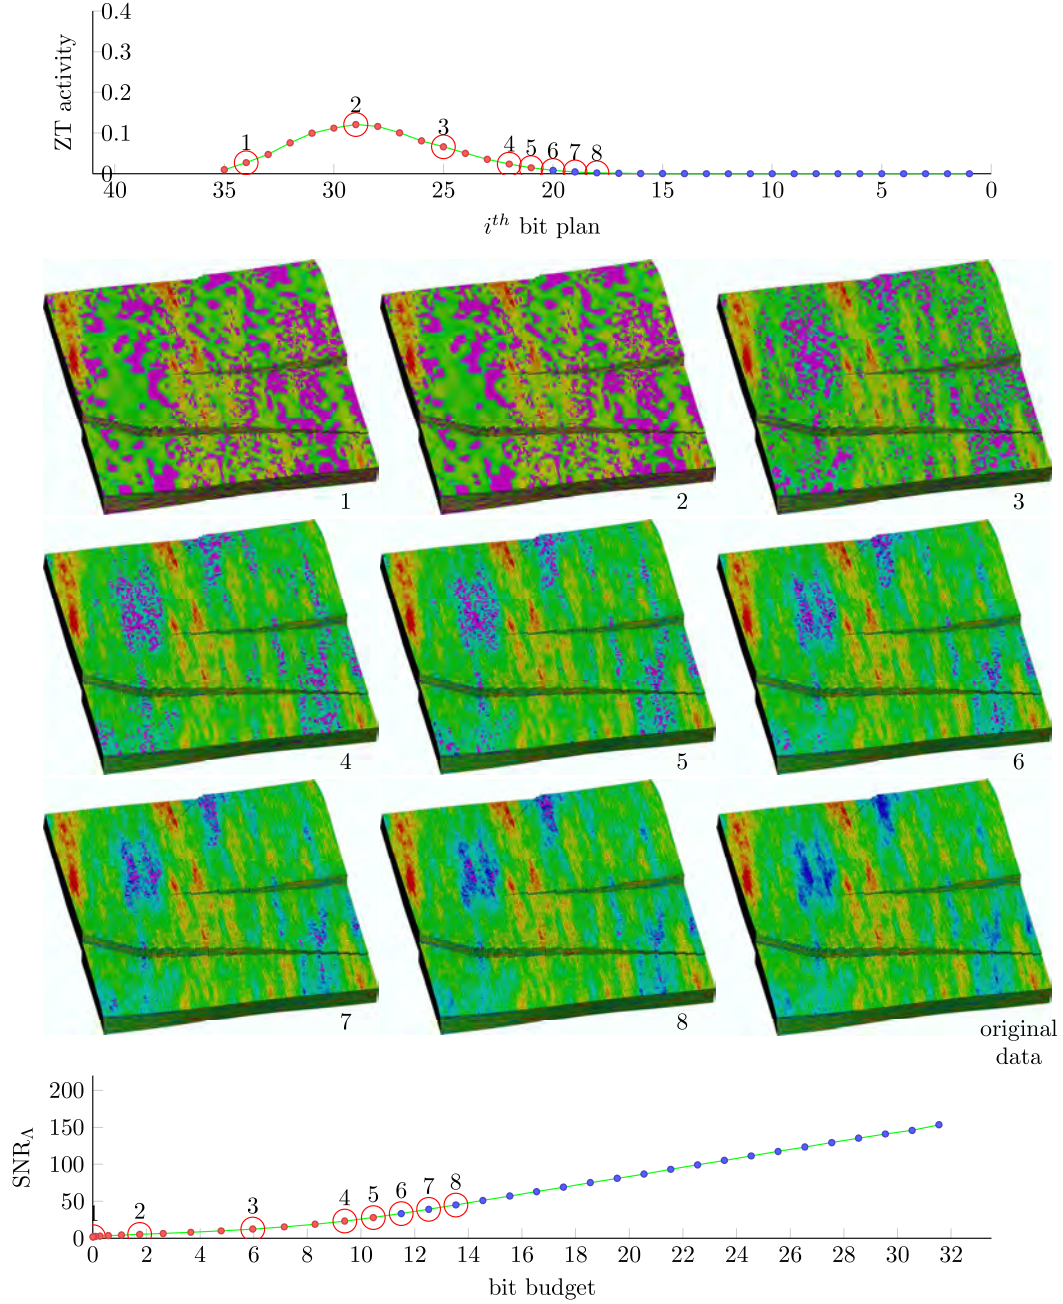 0.4
0.3
0.2
0.1
0
ZT activity
1 2 3 4 5 6 7 8
40 35 30 25 20 15 10 5 0
i^{th} bit plan
1 2 3
4 5 6
7 8 original
data
200
150
100
50
0
SNR_Λ
1 2 3 4 5 6 7 8
0 2 4 6 8 10 12 14 16 18 20 22 24 26 28 30 32
bit budget